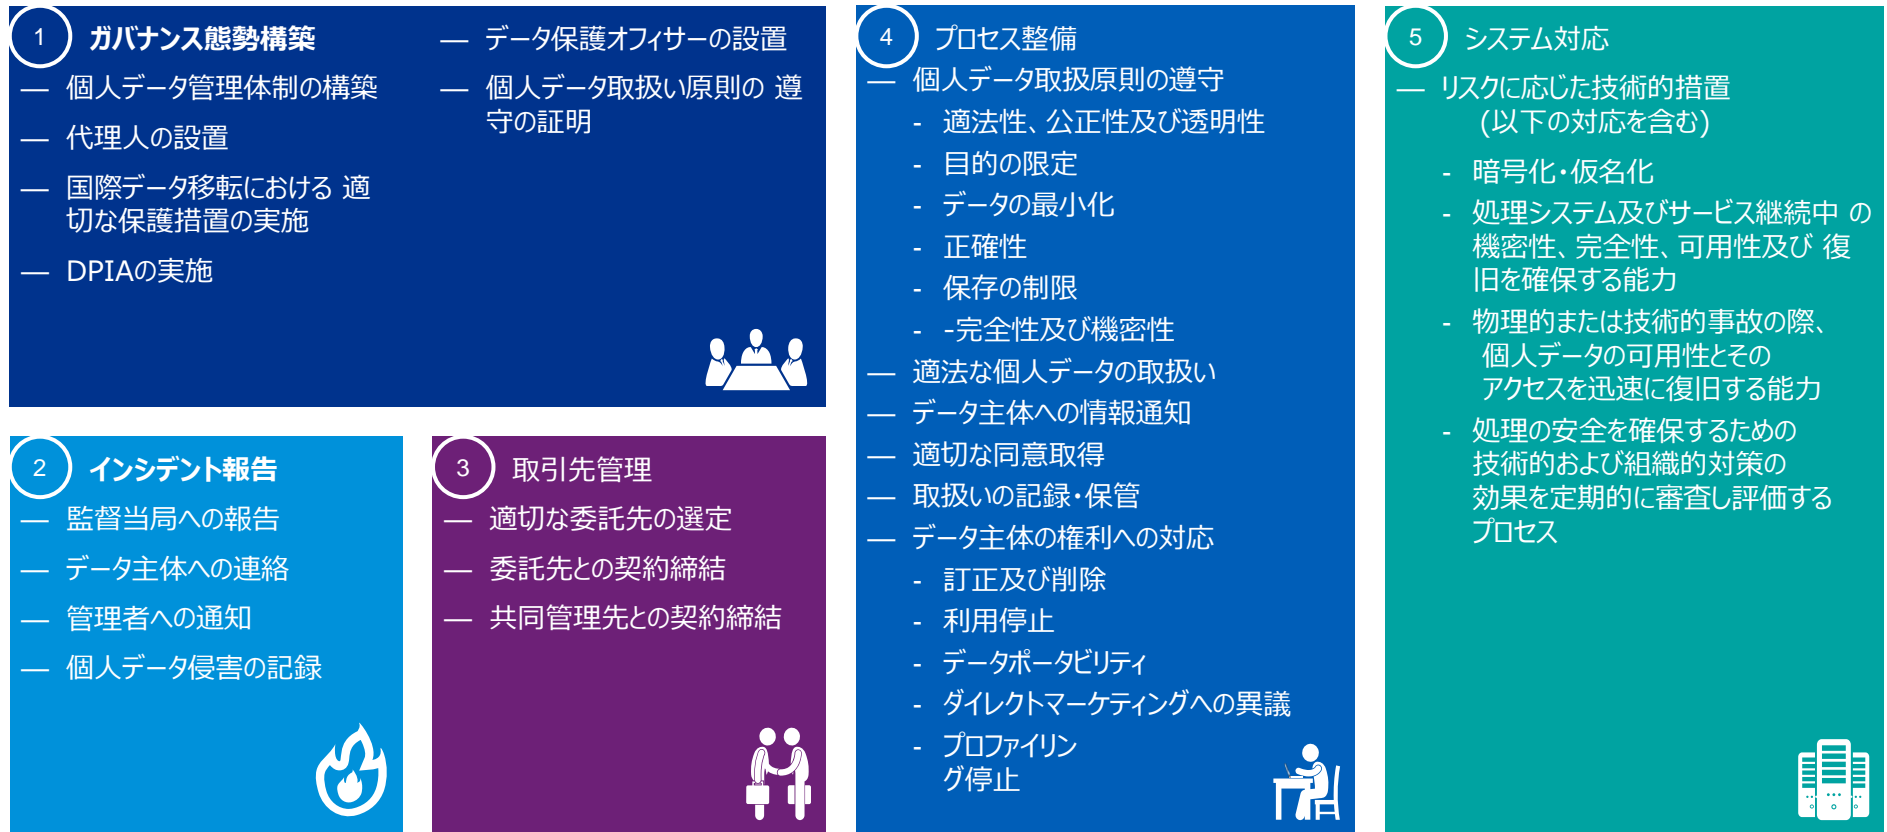 1 ガバナンス態勢構築
― 個人データ管理体制の構築
― 代理人の設置
― 国際データ移転における 適
切な保護措置の実施
― DPIAの実施
― データ保護オフィサーの設置
― 個人データ取扱い原則の 遵
守の証明
2 インシデント報告
― 監督当局への報告
― データ主体への連絡
― 管理者への通知
― 個人データ侵害の記録
3 取引先管理
― 適切な委託先の選定
― 委託先との契約締結
― 共同管理先との契約締結
4 プロセス整備
― 個人データ取扱原則の遵守
- 適法性、公正性及び透明性
- 目的の限定
- データの最小化
- 正確性
- 保存の制限
- -完全性及び機密性
― 適法な個人データの取扱い
― データ主体への情報通知
― 適切な同意取得
― 取扱いの記録・保管
― データ主体の権利への対応
- 訂正及び削除
- 利用停止
- データポータビリティ
- ダイレクトマーケティングへの異議
- プロファイリン
グ停止
5 システム対応
― リスクに応じた技術的措置
(以下の対応を含む)
- 暗号化・仮名化
- 処理システム及びサービス継続中 の
機密性、完全性、可用性及び 復
旧を確保する能力
- 物理的または技術的事故の際、
個人データの可用性とその
アクセスを迅速に復旧する能力
- 処理の安全を確保するための
技術的および組織的対策の
効果を定期的に審査し評価する
プロセス